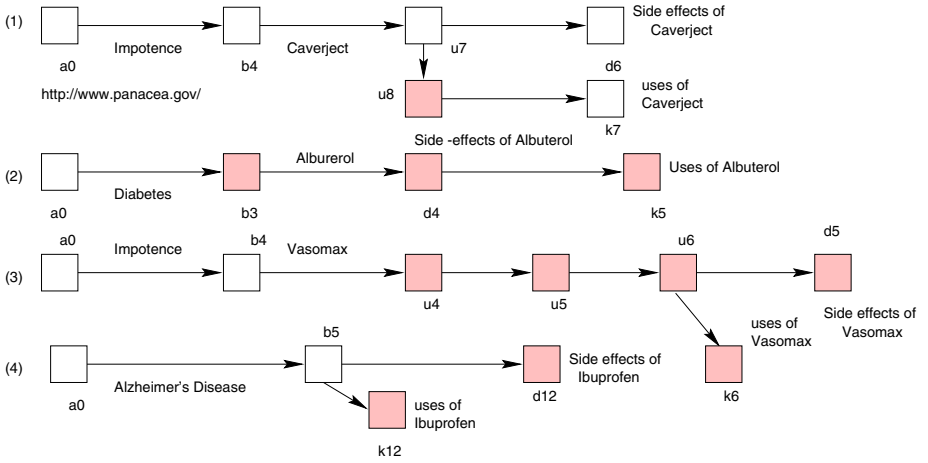 (1)
Impotence
Caverject
Side effects of
Caverject
a0
b4
u7
d6
http://www.panacea.gov/
u8
uses of
Caverject
k7
Side -effects of Albuterol
(2)
Diabetes
Alburerol
Uses of Albuterol
a0
b3
d4
k5
(3)
a0
Impotence
b4
Vasomax
u4
u5
u6
d5
Side effects of
Vasomax
uses of
Vasomax
k6
(4)
a0
Alzheimer's Disease
b5
Side effects of
Ibuprofen
d12
uses of
Ibuprofen
k12